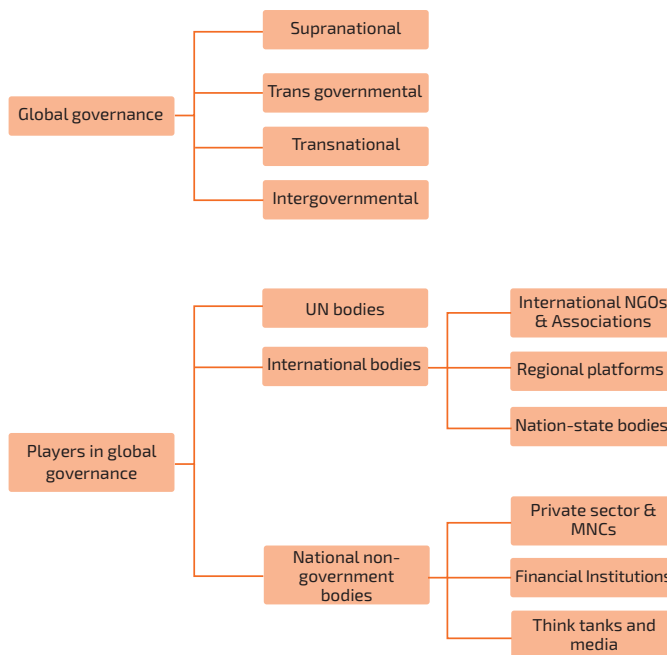 Supranational
Trans governmental
Global governance
Transnational
Intergovernmental
UN bodies
International NGOs
& Associations
International bodies
Regional platforms
Nation-state bodies
Players in global
governance
Private sector &
MNCs
National non-
government
bodies
Financial Institutions
Think tanks and
media